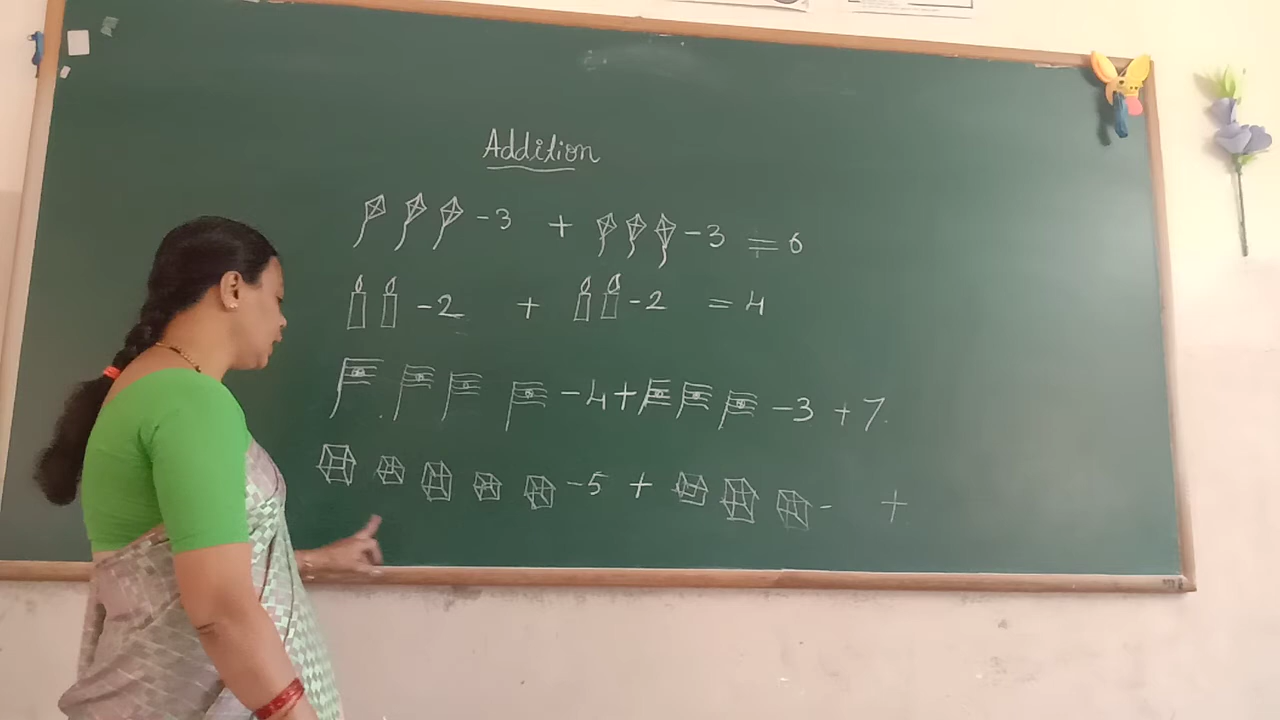 Addition
-3 + -3 = 6
-2 + -2 = 4
-4 + -3 + 7
-5 + - +